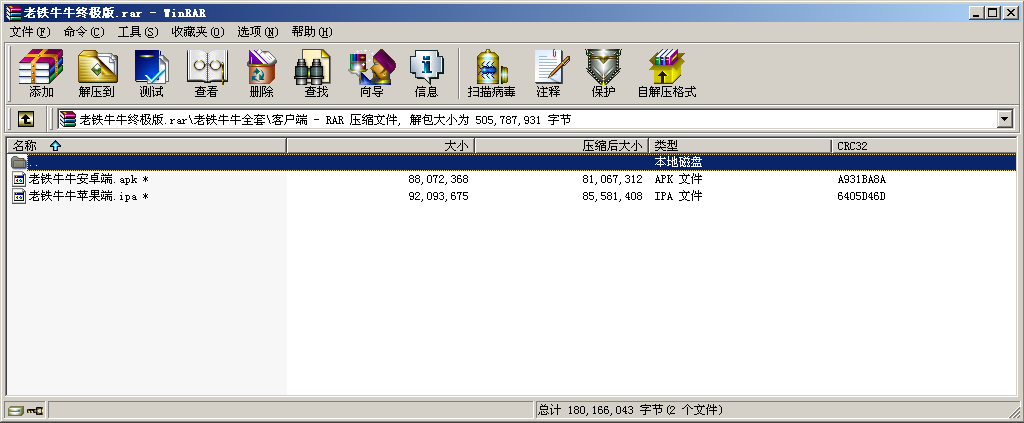 老铁牛牛终极版.rar - WinRAR
文件(F) 命令(C) 工具(S) 收藏夹(O) 选项(N) 帮助(H)
添加 解压到 测试 查看 删除 查找 向导 信息 扫描病毒 注释 保护 自解压格式
老铁牛牛终极版.rar\老铁牛牛全套\客户端 - RAR 压缩文件, 解包大小为 505,787,931 字节
名称 大小 压缩后大小 类型 CRC32
.. 本地磁盘
老铁牛牛安卓端.apk * 88,072,368 81,067,312 APK 文件 A931BA8A
老铁牛牛苹果端.ipa * 92,093,675 85,581,408 IPA 文件 6405D46D
总计 180,166,043 字节(2 个文件)